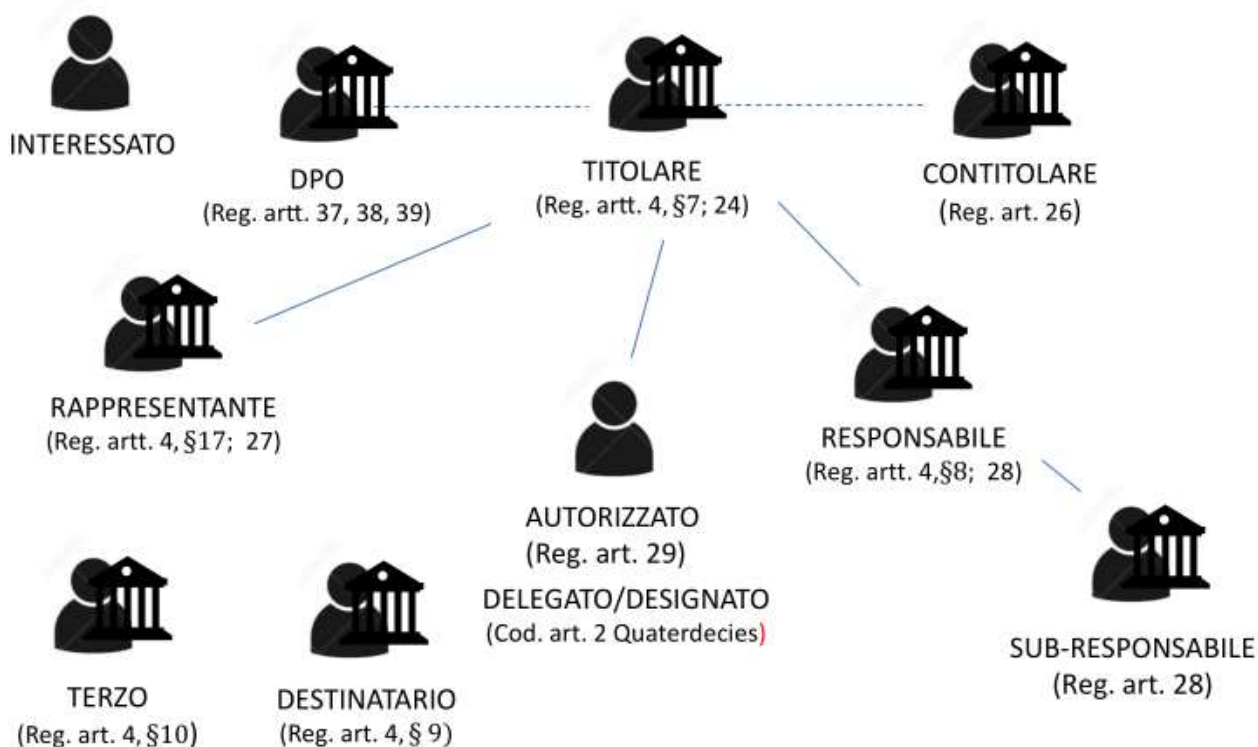 INTERESSATO
DPO
(Reg. artt. 37, 38, 39)
TITOLARE
(Reg. artt. 4, §7; 24)
CONTITOLARE
(Reg. art. 26)
RAPPRESENTANTE
(Reg. artt. 4, §17; 27)
AUTORIZZATO
(Reg. art. 29)
DELEGATO/DESIGNATO
(Cod. art. 2 Quaterdecies)
RESPONSABILE
(Reg. artt. 4,§8; 28)
SUB-RESPONSABILE
(Reg. art. 28)
TERZO
(Reg. art. 4, §10)
DESTINATARIO
(Reg. art. 4, § 9)